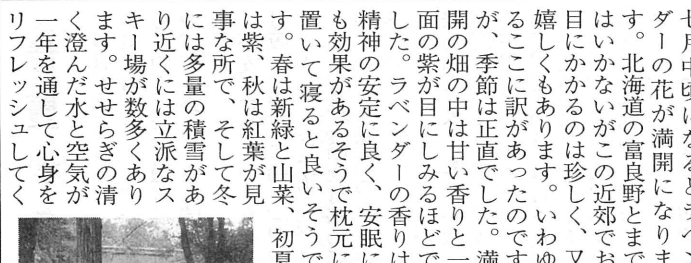 七月中頃になるとラベン
ダーの花が満開になりま
す。北海道の富良野とまで
はいかないがこの近郊でお
目にかかるのは珍しく、又
嬉しくもあります。いわゆ
ることに訳があったのです
が、季節は正直でした。満
開の畑の中は甘い香りと一
面の紫が目にしみるほどで
した。ラベンダーの香りは
精神の安定に良く、安眠に
も効果があるそうで枕元に
置いて寝ると良いそうで
す。春は新緑と山菜、初夏
は紫、秋は紅葉が見
事な所で、そして冬
には多量の積雪があ
り近くには立派なス
キー場が数多くあり
ます。せせらぎの清
く澄んだ水と空気が
一年を通して心身を
リフレッシュしてく